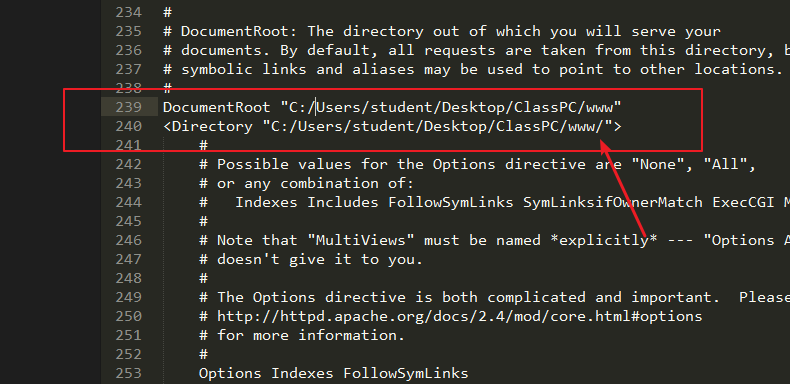 234 #
235 # DocumentRoot: The directory out of which you will serve your
236 # documents. By default, all requests are taken from this directory, b
237 # symbolic links and aliases may be used to point to other locations.
238 #
239 DocumentRoot "C:/Users/student/Desktop/ClassPC/www"
240 <Directory "C:/Users/student/Desktop/ClassPC/www/">
241 #
242 # Possible values for the Options directive are "None", "All",
243 # or any combination of:
244 # Indexes Includes FollowSymLinks SymLinksifOwnerMatch ExecCGI M
245 #
246 # Note that "MultiViews" must be named *explicitly* --- "Options A
247 # doesn't give it to you.
248 #
249 # The Options directive is both complicated and important. Please
250 # http://httpd.apache.org/docs/2.4/mod/core.html#options
251 # for more information.
252 #
253 Options Indexes FollowSymLinks